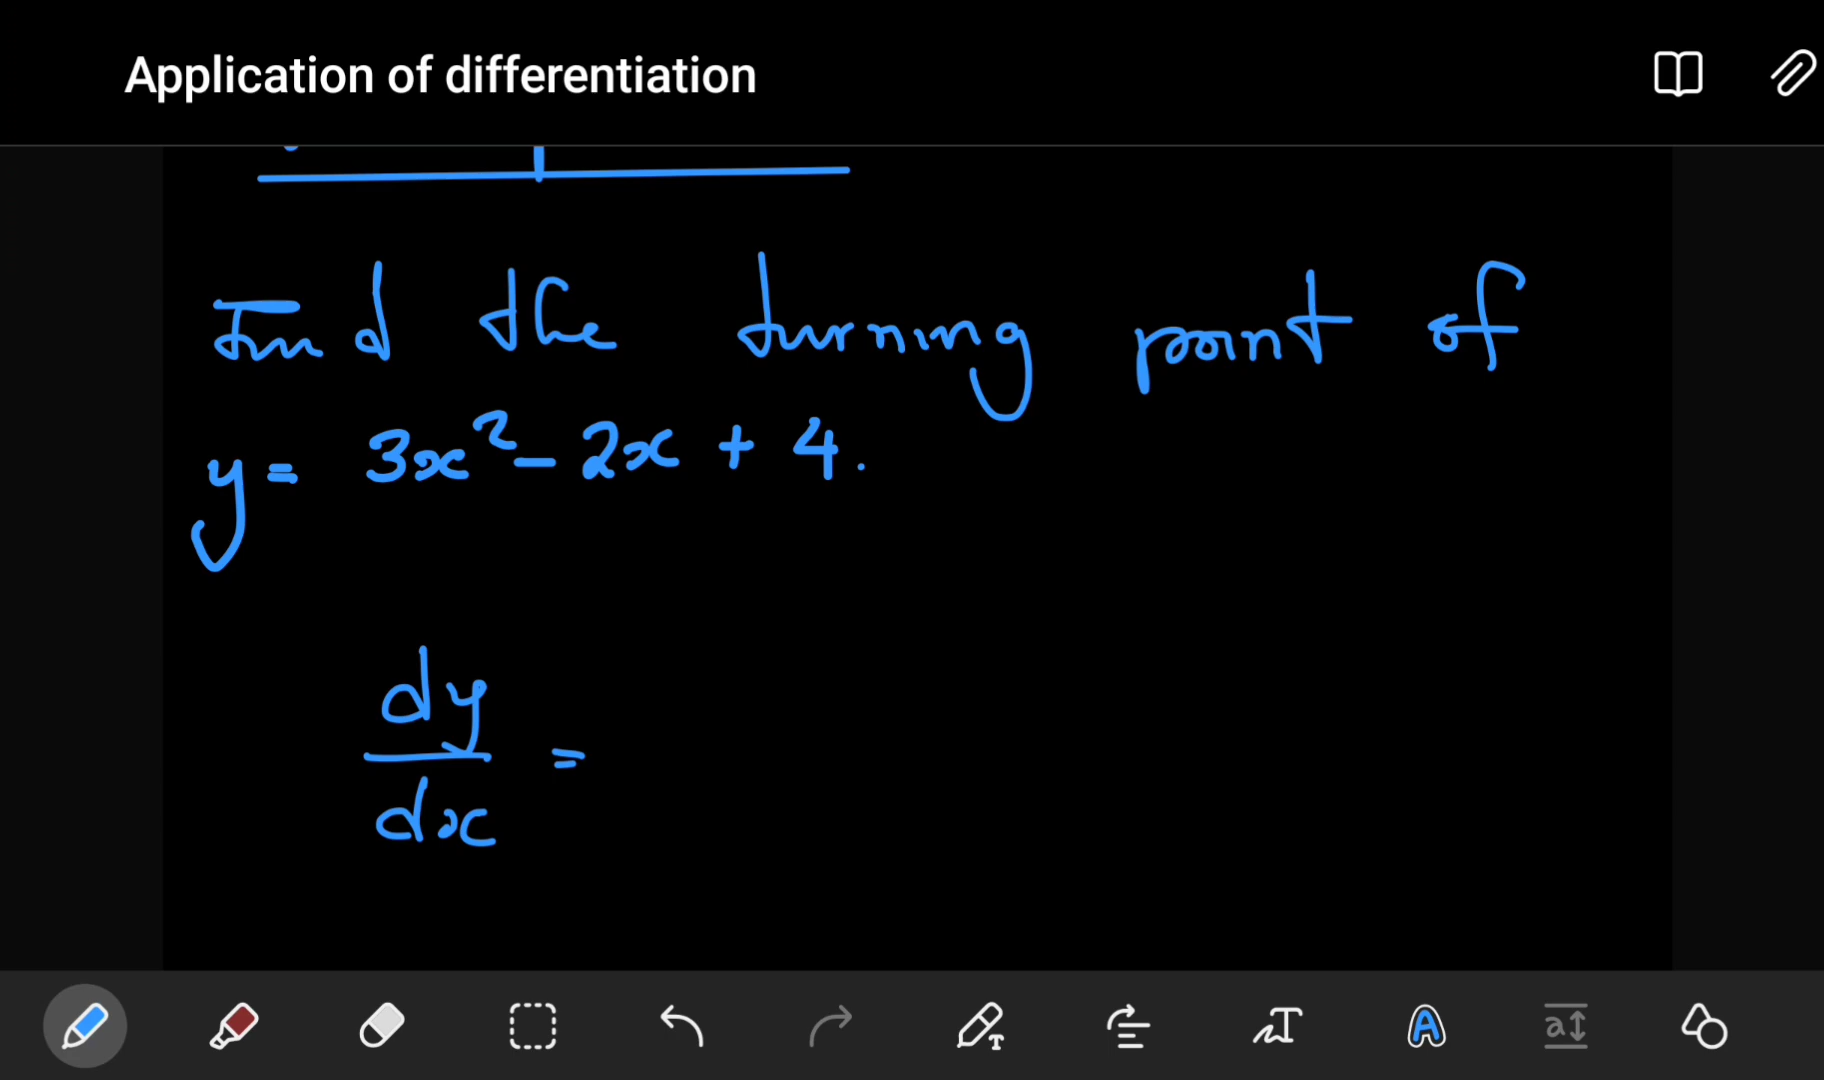 Application of differentiation
Find the turning point of
y = 3x² - 2x + 4.
dy
dx =